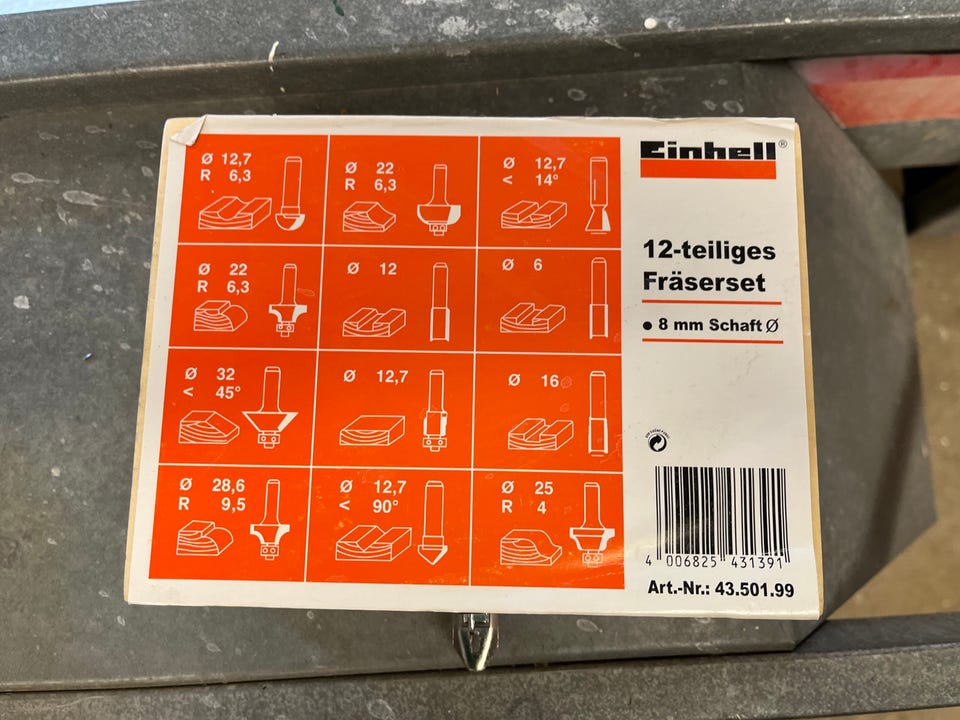 Ø 12,7
R 6,3
Ø 22
R 6,3
Ø 12,7
< 14°
Ø 22
R 6,3
Ø 12
Ø 6
Ø 32
< 45°
Ø 12,7
Ø 16
Ø 28,6
R 9,5
Ø 12,7
< 90°
Ø 25
R 4
Einhell®
12-teiliges
Fräserset
• 8 mm Schaft Ø
4 006825 431391
Art.-Nr.: 43.501.99